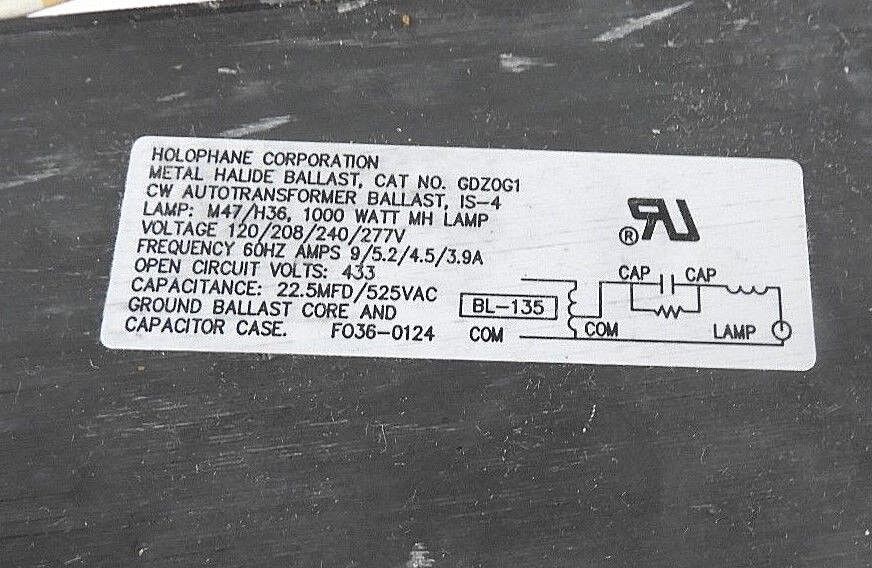 HOLOPHANE CORPORATION
METAL HALIDE BALLAST, CAT NO. GDZ0G1
CW AUTOTRANSFORMER BALLAST, IS-4
LAMP: M47/H36, 1000 WATT MH LAMP
VOLTAGE 120/208/240/277V
FREQUENCY 60HZ AMPS 9/5.2/4.5/3.9A
OPEN CIRCUIT VOLTS: 433
CAPACITANCE: 22.5MFD/525VAC
GROUND BALLAST CORE AND
CAPACITOR CASE. FO36-0124
RU
®
CAP CAP
BL-135
COM COM LAMP